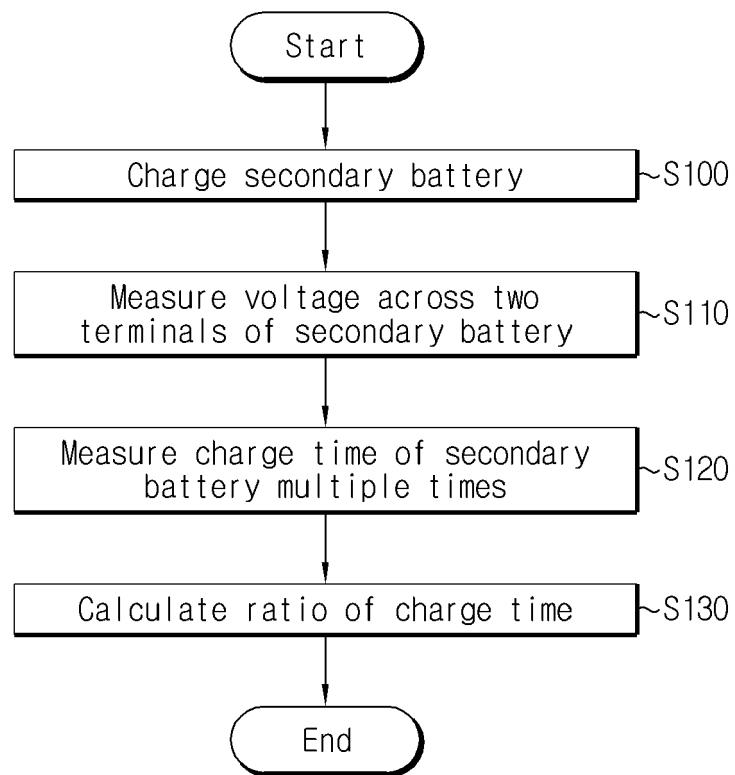 Start
Charge secondary battery
S100
Measure voltage across two
terminals of secondary battery
S110
Measure charge time of secondary
battery multiple times
S120
Calculate ratio of charge time
S130
End